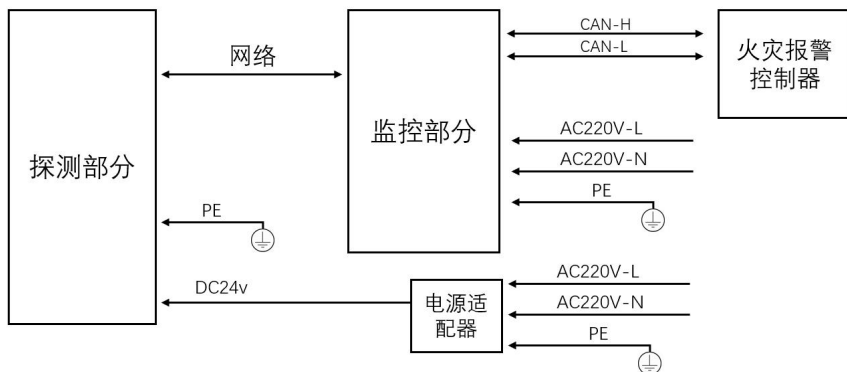 CAN-H
CAN-L
火灾报警
控制器
网络
监控部分
AC220V-L
探测部分
AC220V-N
PE
PE
AC220V-L
DC24v
电源适
配器
AC220V-N
PE